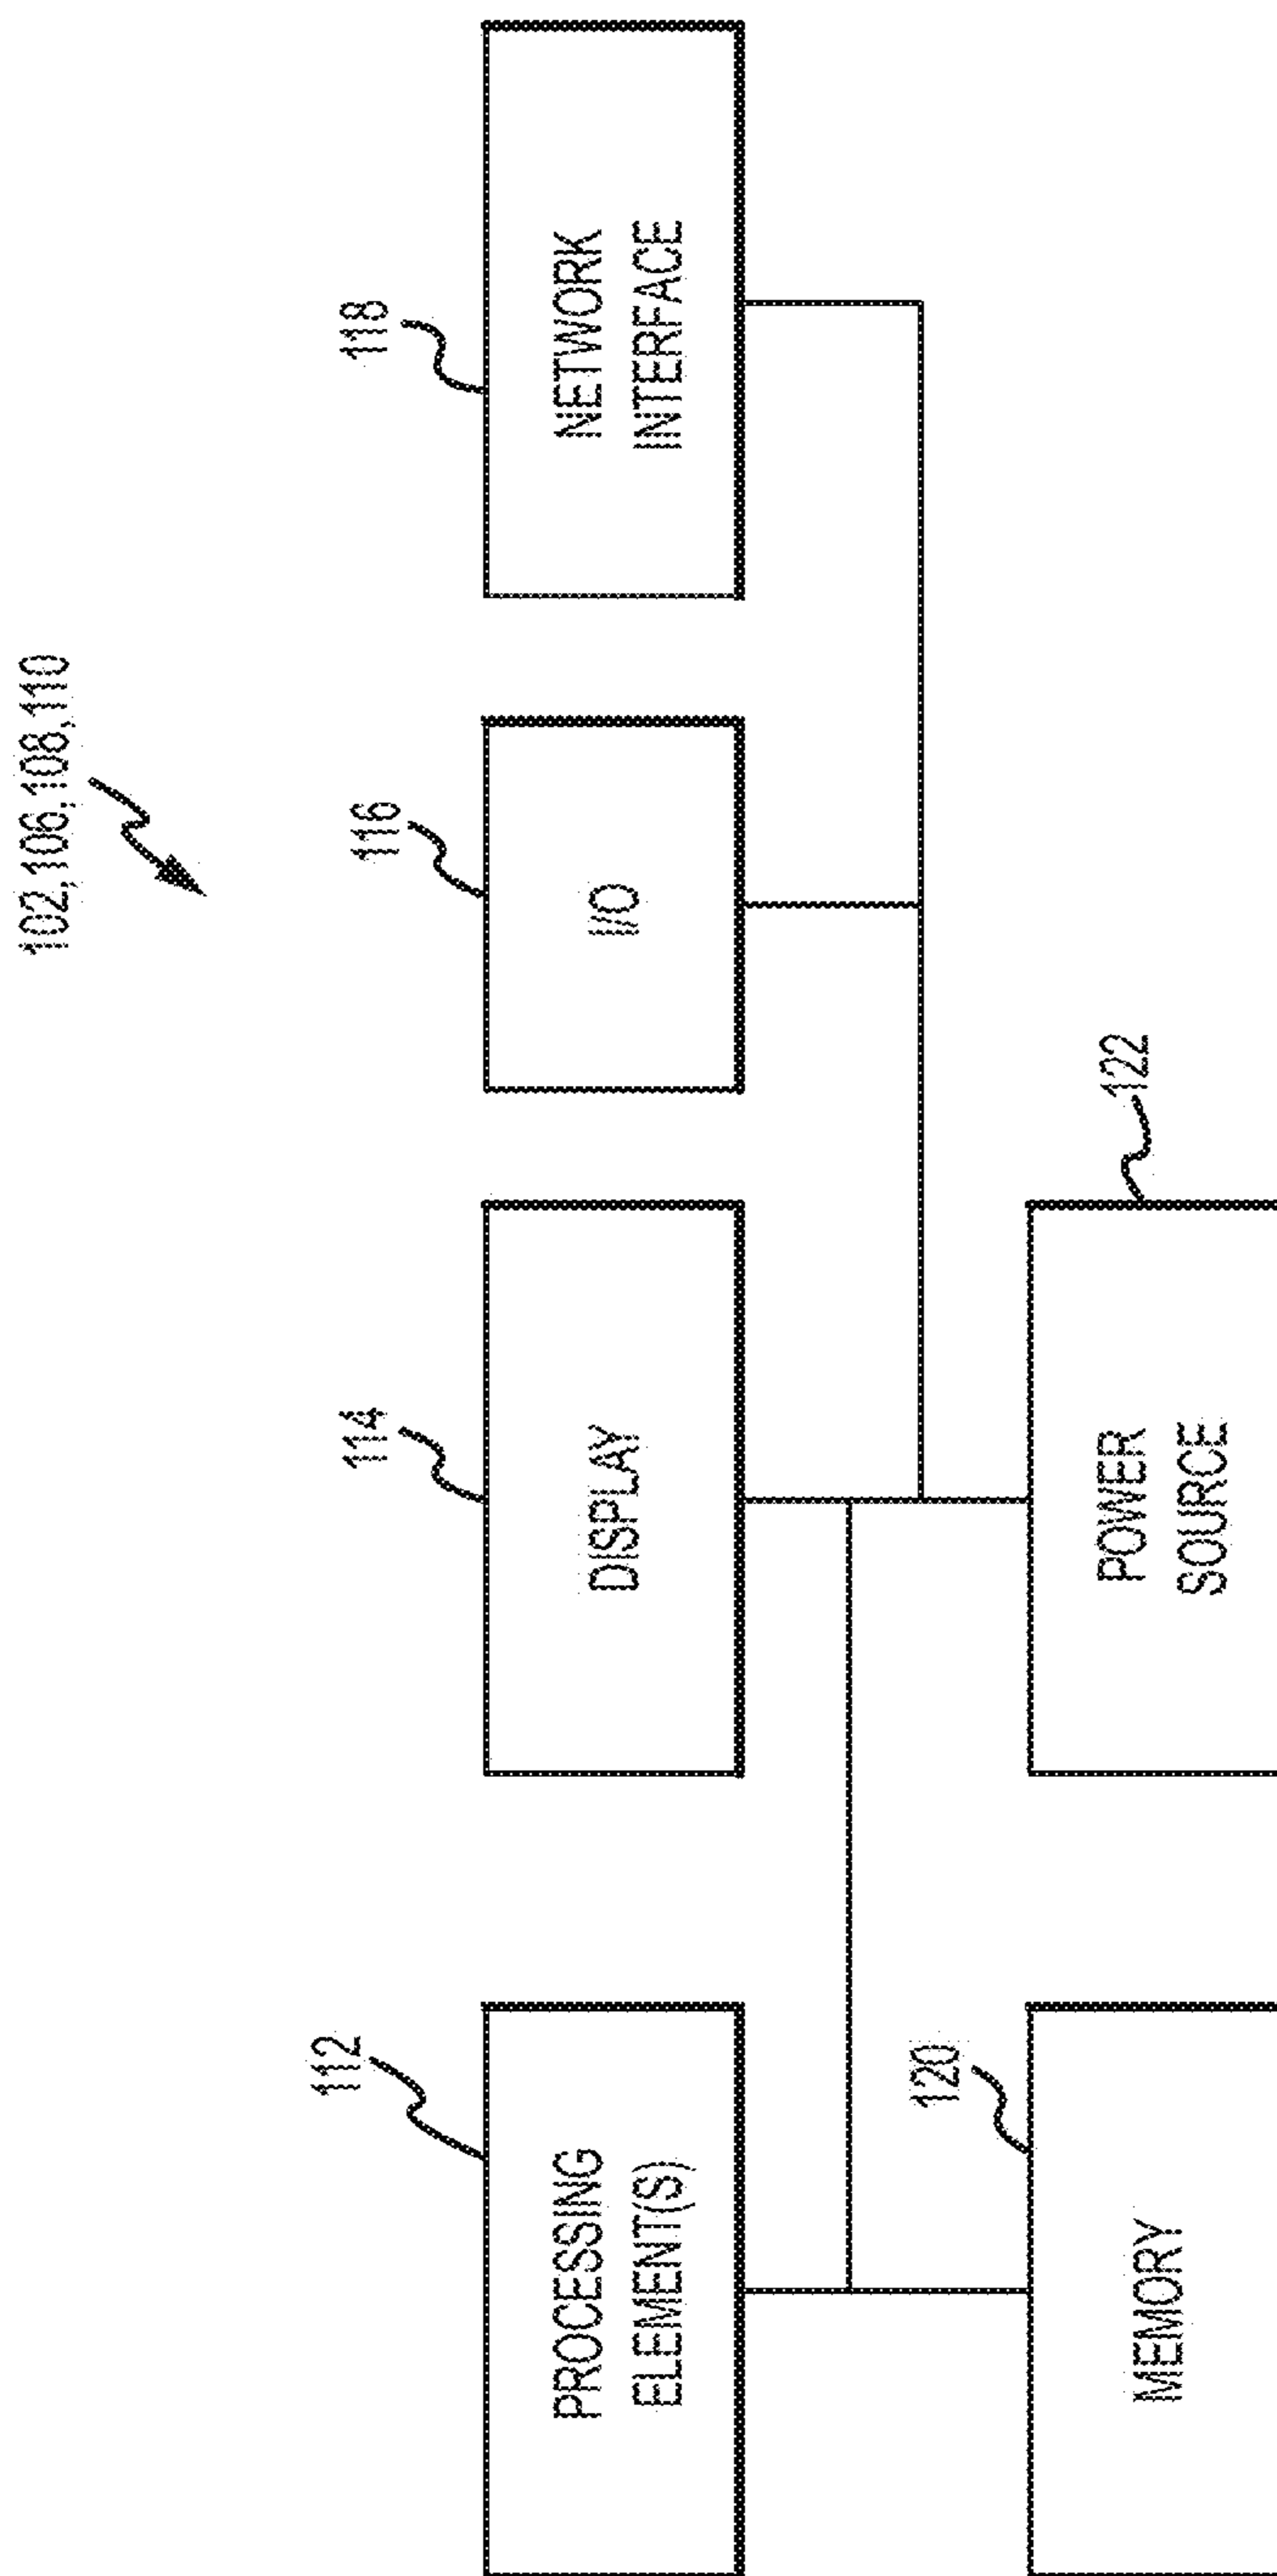 102,106,108,110
112
114
116
118
PROCESSING
ELEMENT(S)
DISPLAY
I/O
NETWORK
INTERFACE
120
122
MEMORY
POWER
SOURCE